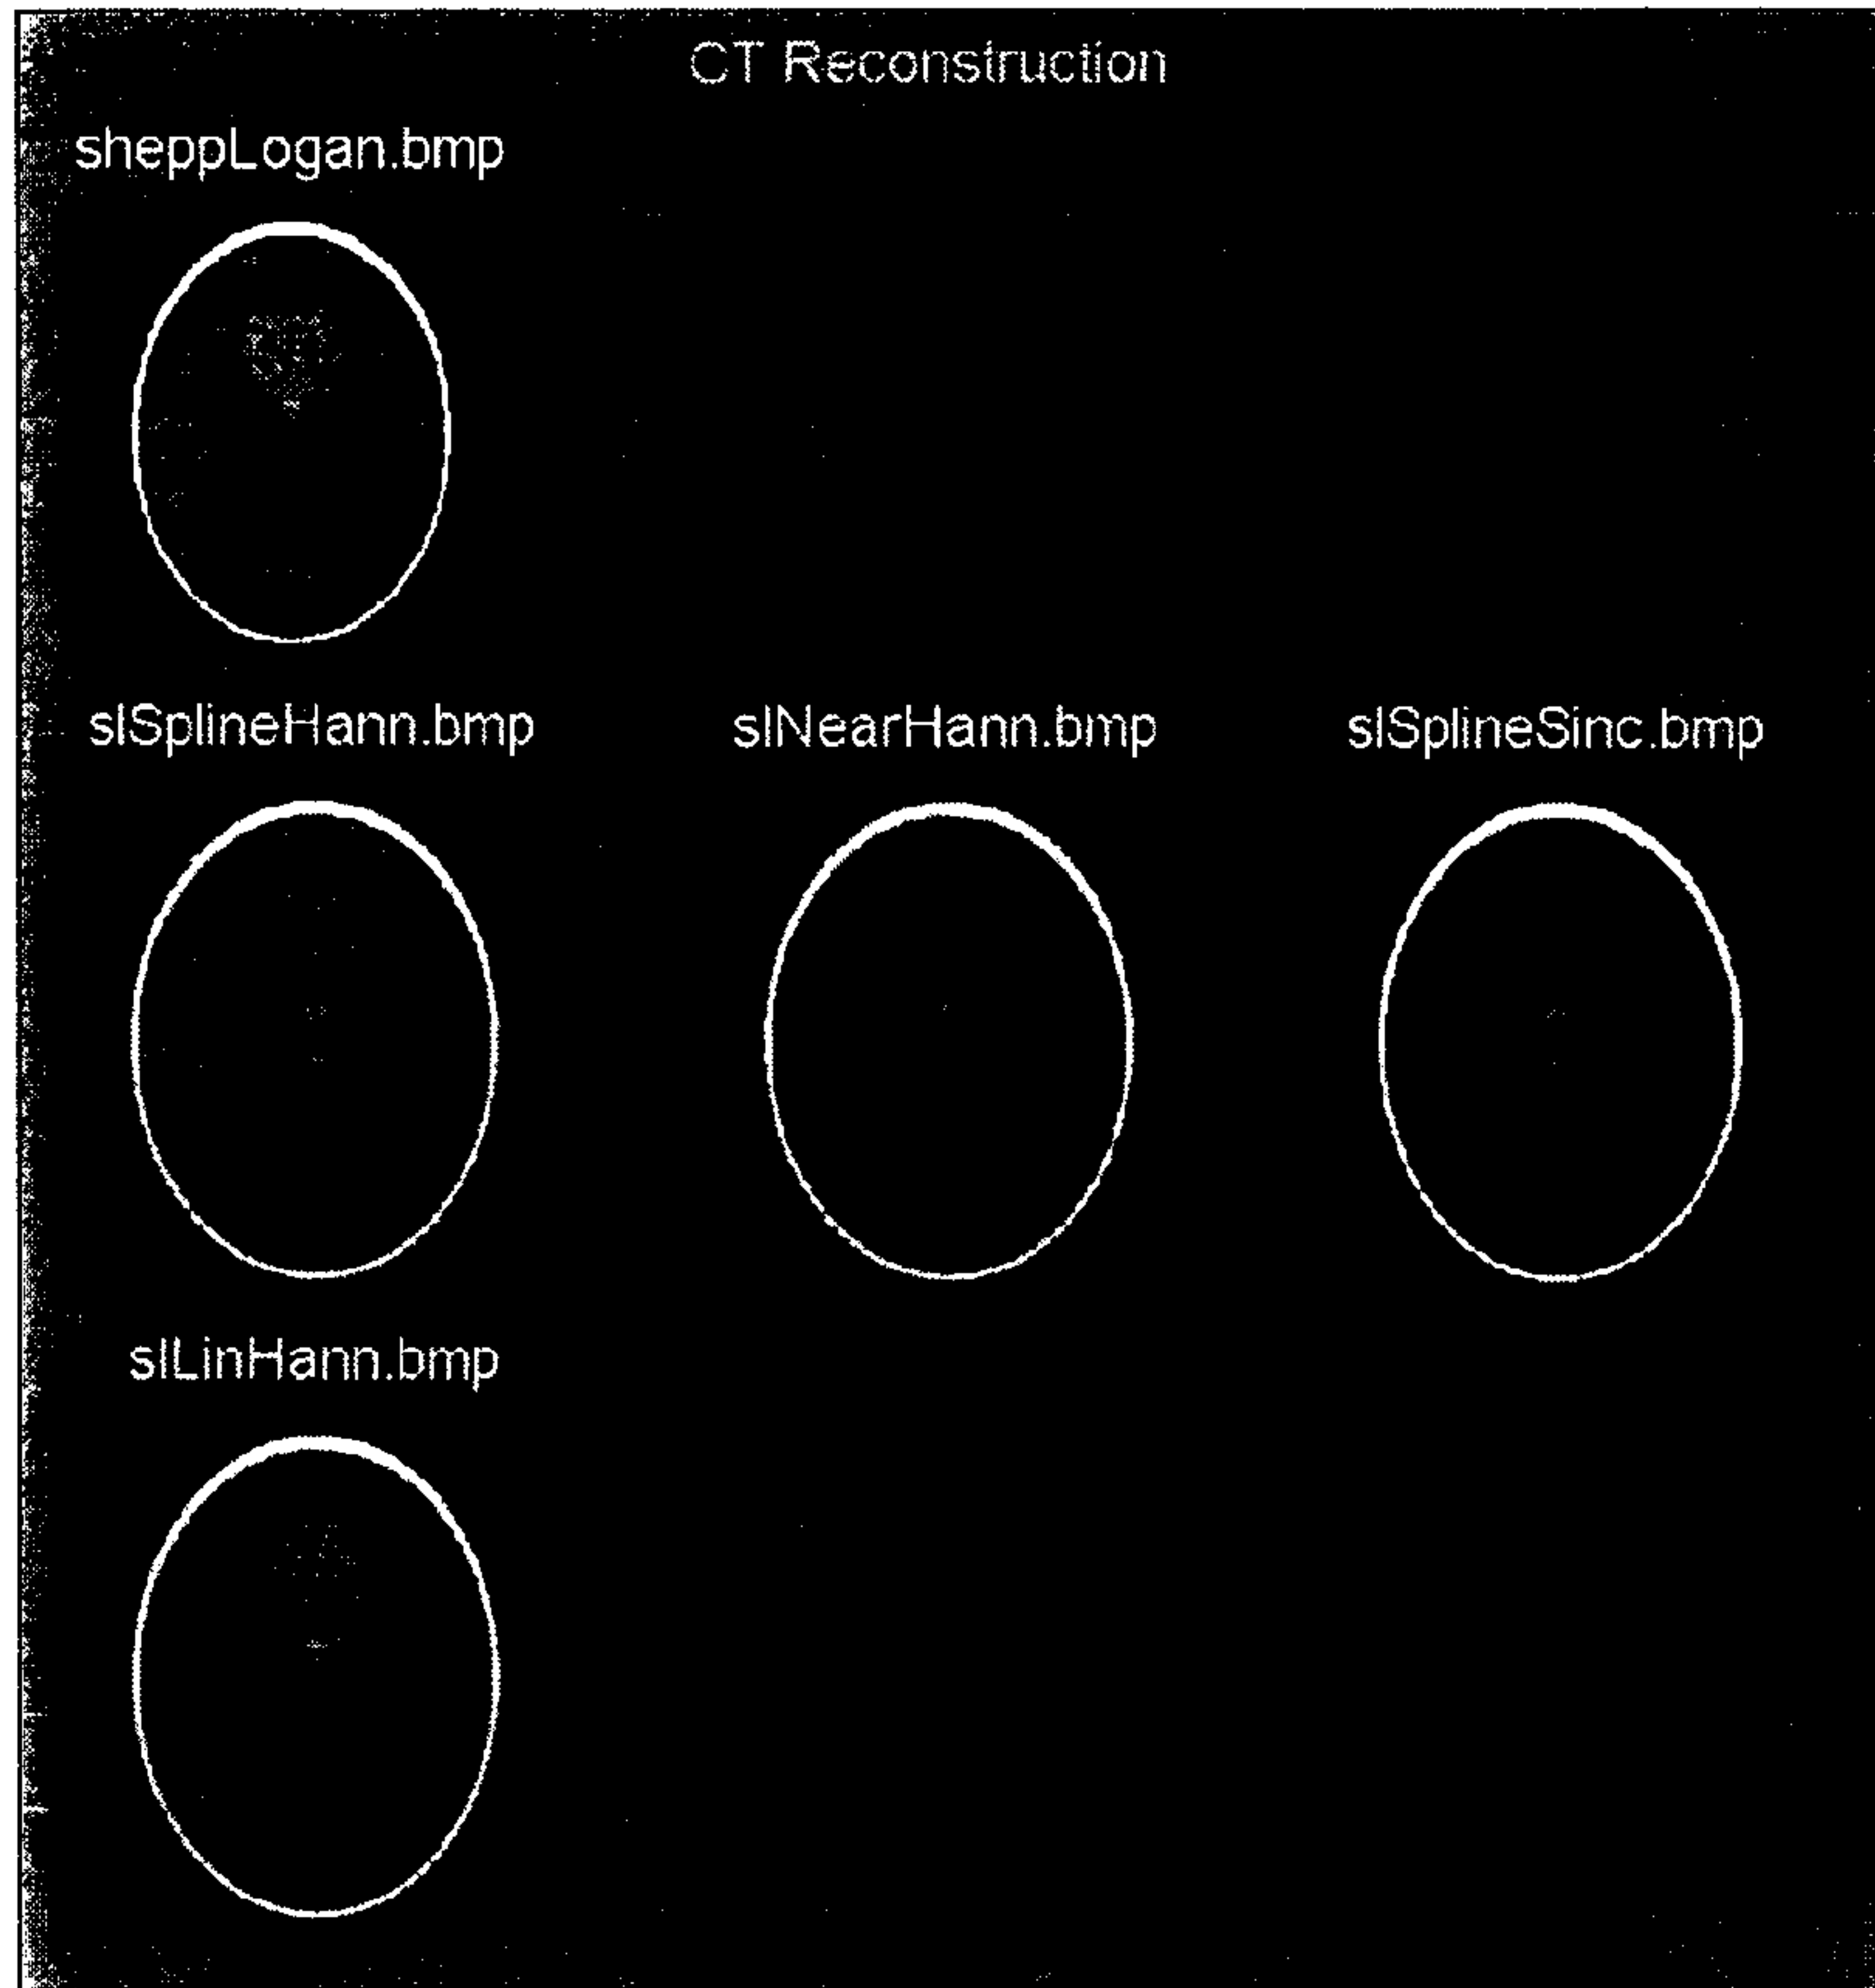 CT Reconstruction
sheppLogan.bmp
slSplineHann.bmp slNearHann.bmp slSplineSinc.bmp
slLinHann.bmp